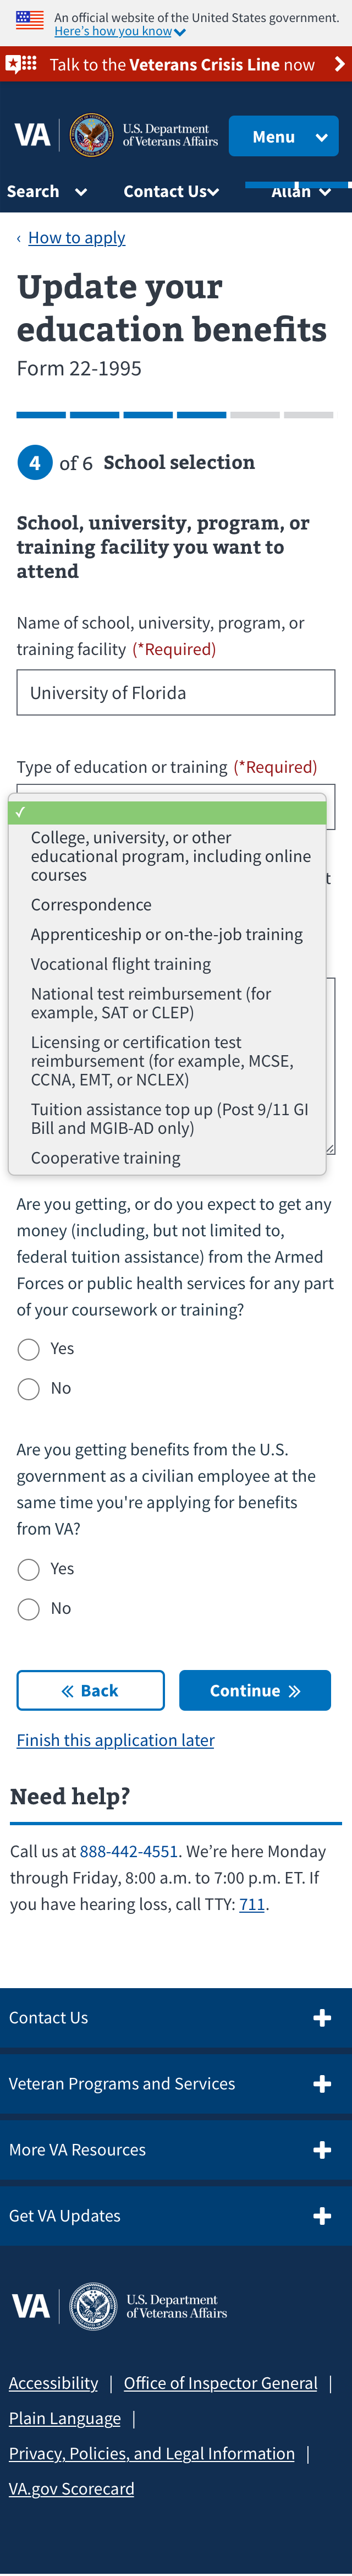 An official website of the United States government.
Here's how you know
Talk to the Veterans Crisis Line now
VA
U.S. Department
of Veterans Affairs
Menu
Search
Contact Us
Allan
‹ How to apply
Update your
education benefits
Form 22-1995
4 of 6 School selection
School, university, program, or
training facility you want to
attend
Name of school, university, program, or
training facility (*Required)
University of Florida
Type of education or training (*Required)
✓
College, university, or other
educational program, including online
courses
t
Correspondence
Apprenticeship or on-the-job training
Vocational flight training
National test reimbursement (for
example, SAT or CLEP)
Licensing or certification test
reimbursement (for example, MCSE,
CCNA, EMT, or NCLEX)
Tuition assistance top up (Post 9/11 GI
Bill and MGIB-AD only)
Cooperative training
Are you getting, or do you expect to get any
money (including, but not limited to,
federal tuition assistance) from the Armed
Forces or public health services for any part
of your coursework or training?
Yes
No
Are you getting benefits from the U.S.
government as a civilian employee at the
same time you're applying for benefits
from VA?
Yes
No
« Back
Continue »
Finish this application later
Need help?
Call us at 888-442-4551. We're here Monday
through Friday, 8:00 a.m. to 7:00 p.m. ET. If
you have hearing loss, call TTY: 711.
Contact Us
Veteran Programs and Services
More VA Resources
Get VA Updates
VA
U.S. Department
of Veterans Affairs
Accessibility | Office of Inspector General |
Plain Language |
Privacy, Policies, and Legal Information |
VA.gov Scorecard